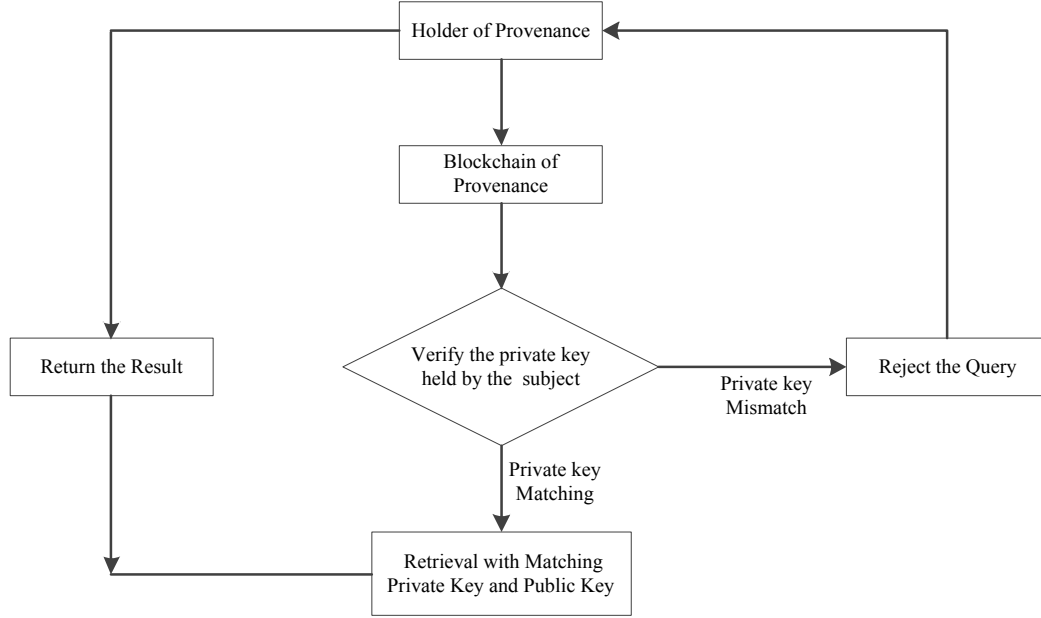 Holder of Provenance
Blockchain of
Provenance
Return the Result
Verify the private key
held by the subject
Private key
Mismatch
Reject the Query
Private key
Matching
Retrieval with Matching
Private Key and Public Key